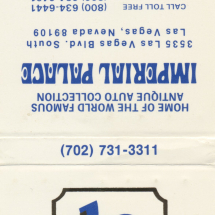 HOME OF THE WORLD FAMOUS
ANTIQUE AUTO COLLECTION
IMPERIAL PALACE
3535 Las Vegas Blvd. South
Las Vegas, Nevada 89109
CALL TOLL FREE (800) 634-6441
(702) 731-3311